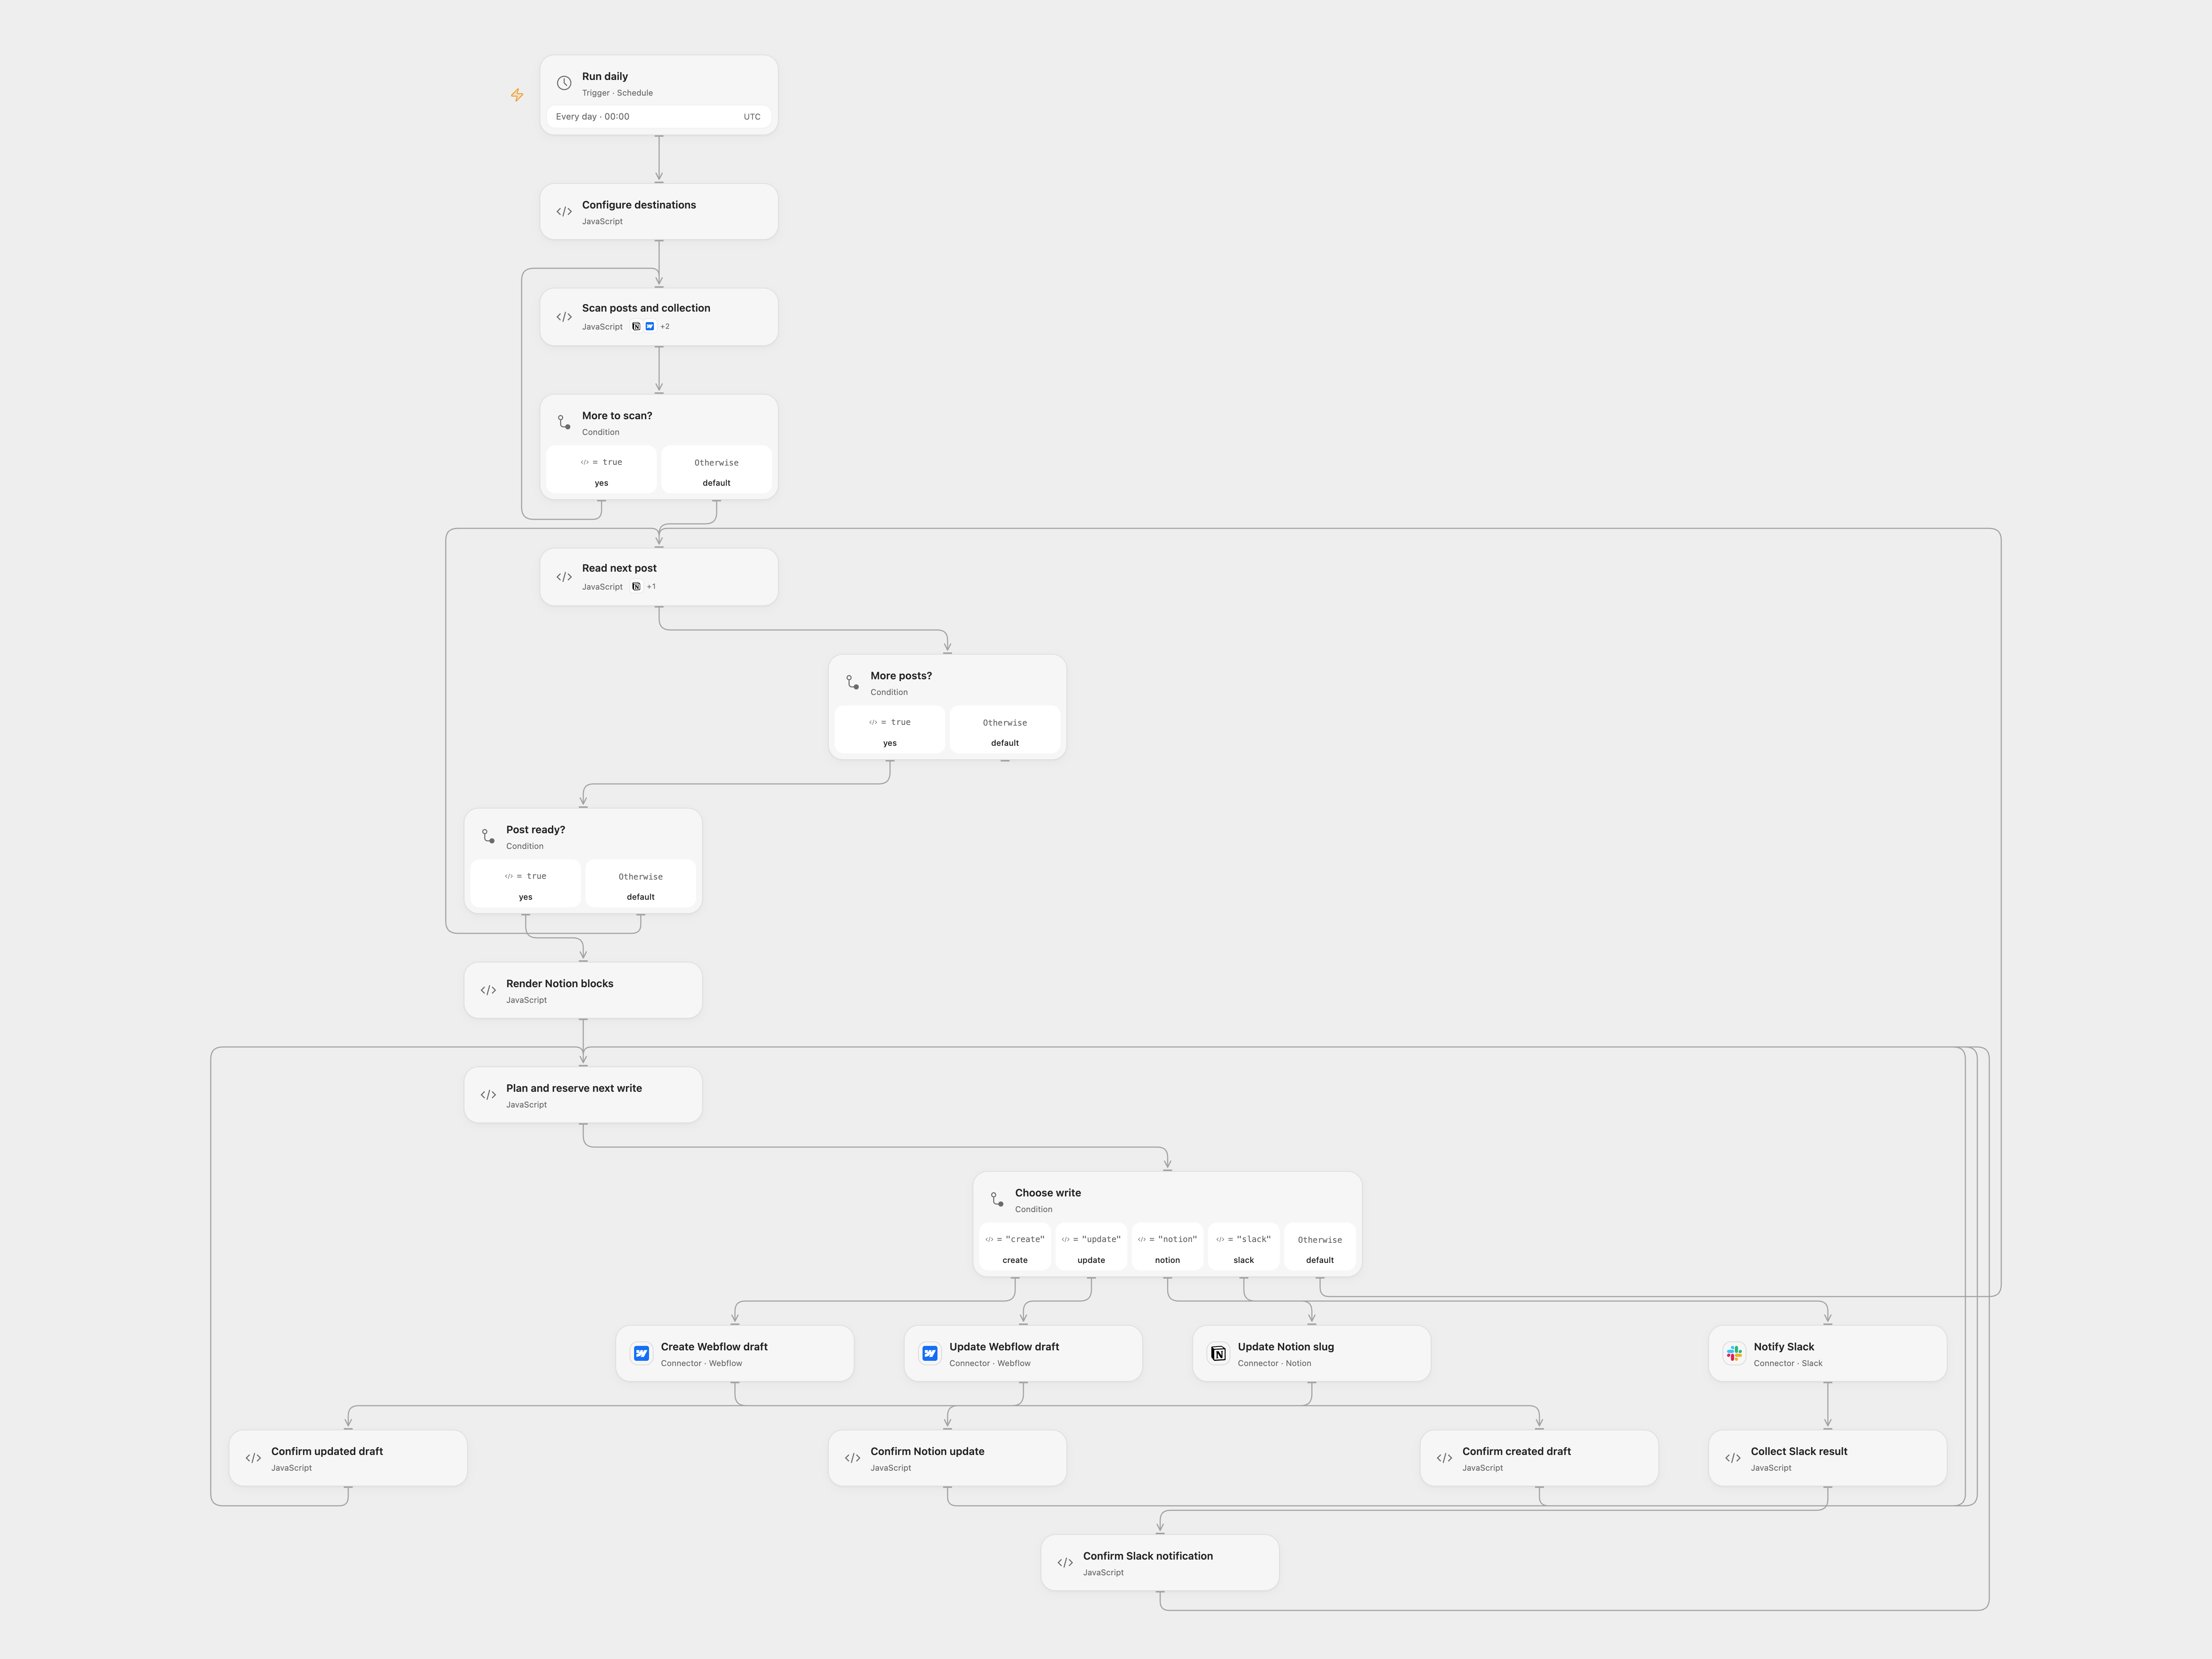 Run daily
Trigger · Schedule
Every day · 00:00 UTC
Configure destinations
JavaScript
Scan posts and collection
JavaScript +2
More to scan?
Condition
</> = true Otherwise
yes default
Read next post
JavaScript +1
More posts?
Condition
</> = true Otherwise
yes default
Post ready?
Condition
</> = true Otherwise
yes default
Render Notion blocks
JavaScript
Plan and reserve next write
JavaScript
Choose write
Condition
</> = "create" </> = "update" </> = "notion" </> = "slack" Otherwise
create update notion slack default
Create Webflow draft
Connector · Webflow
Update Webflow draft
Connector · Webflow
Update Notion slug
Connector · Notion
Notify Slack
Connector · Slack
Confirm updated draft
JavaScript
Confirm Notion update
JavaScript
Confirm created draft
JavaScript
Collect Slack result
JavaScript
Confirm Slack notification
JavaScript